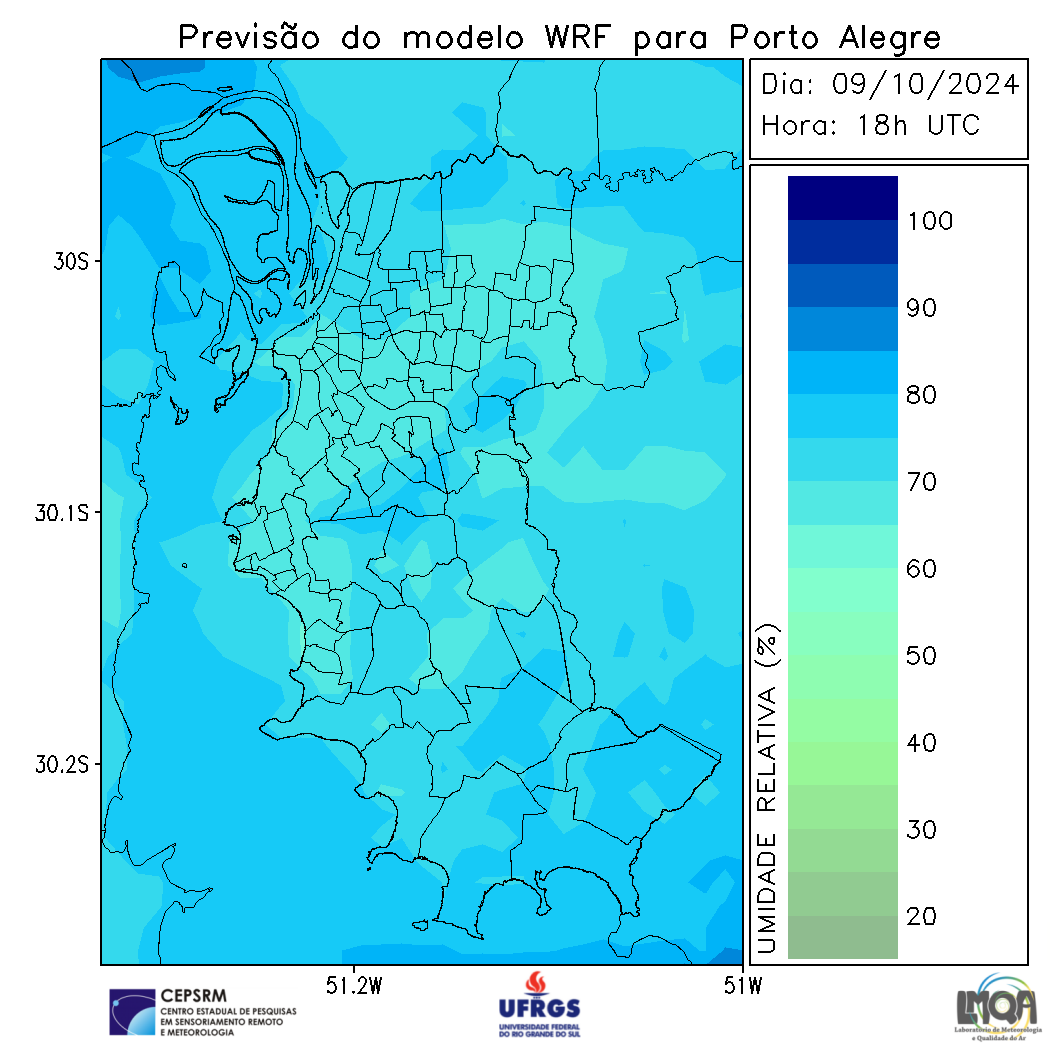 Previsão do modelo WRF para Porto Alegre
Dia: 09/10/2024
Hora: 18h UTC
100
90
80
70
60
50
40
30
20
UMIDADE RELATIVA (%)
30S
30.1S
30.2S
51.2W
51W
CEPSRM
CENTRO ESTADUAL DE PESQUISAS
EM SENSORIAMENTO REMOTO
E METEOROLOGIA
UFRGS
UNIVERSIDADE FEDERAL
DO RIO GRANDE DO SUL
LMQA
Laboratório de Meteorologia
e Qualidade do Ar